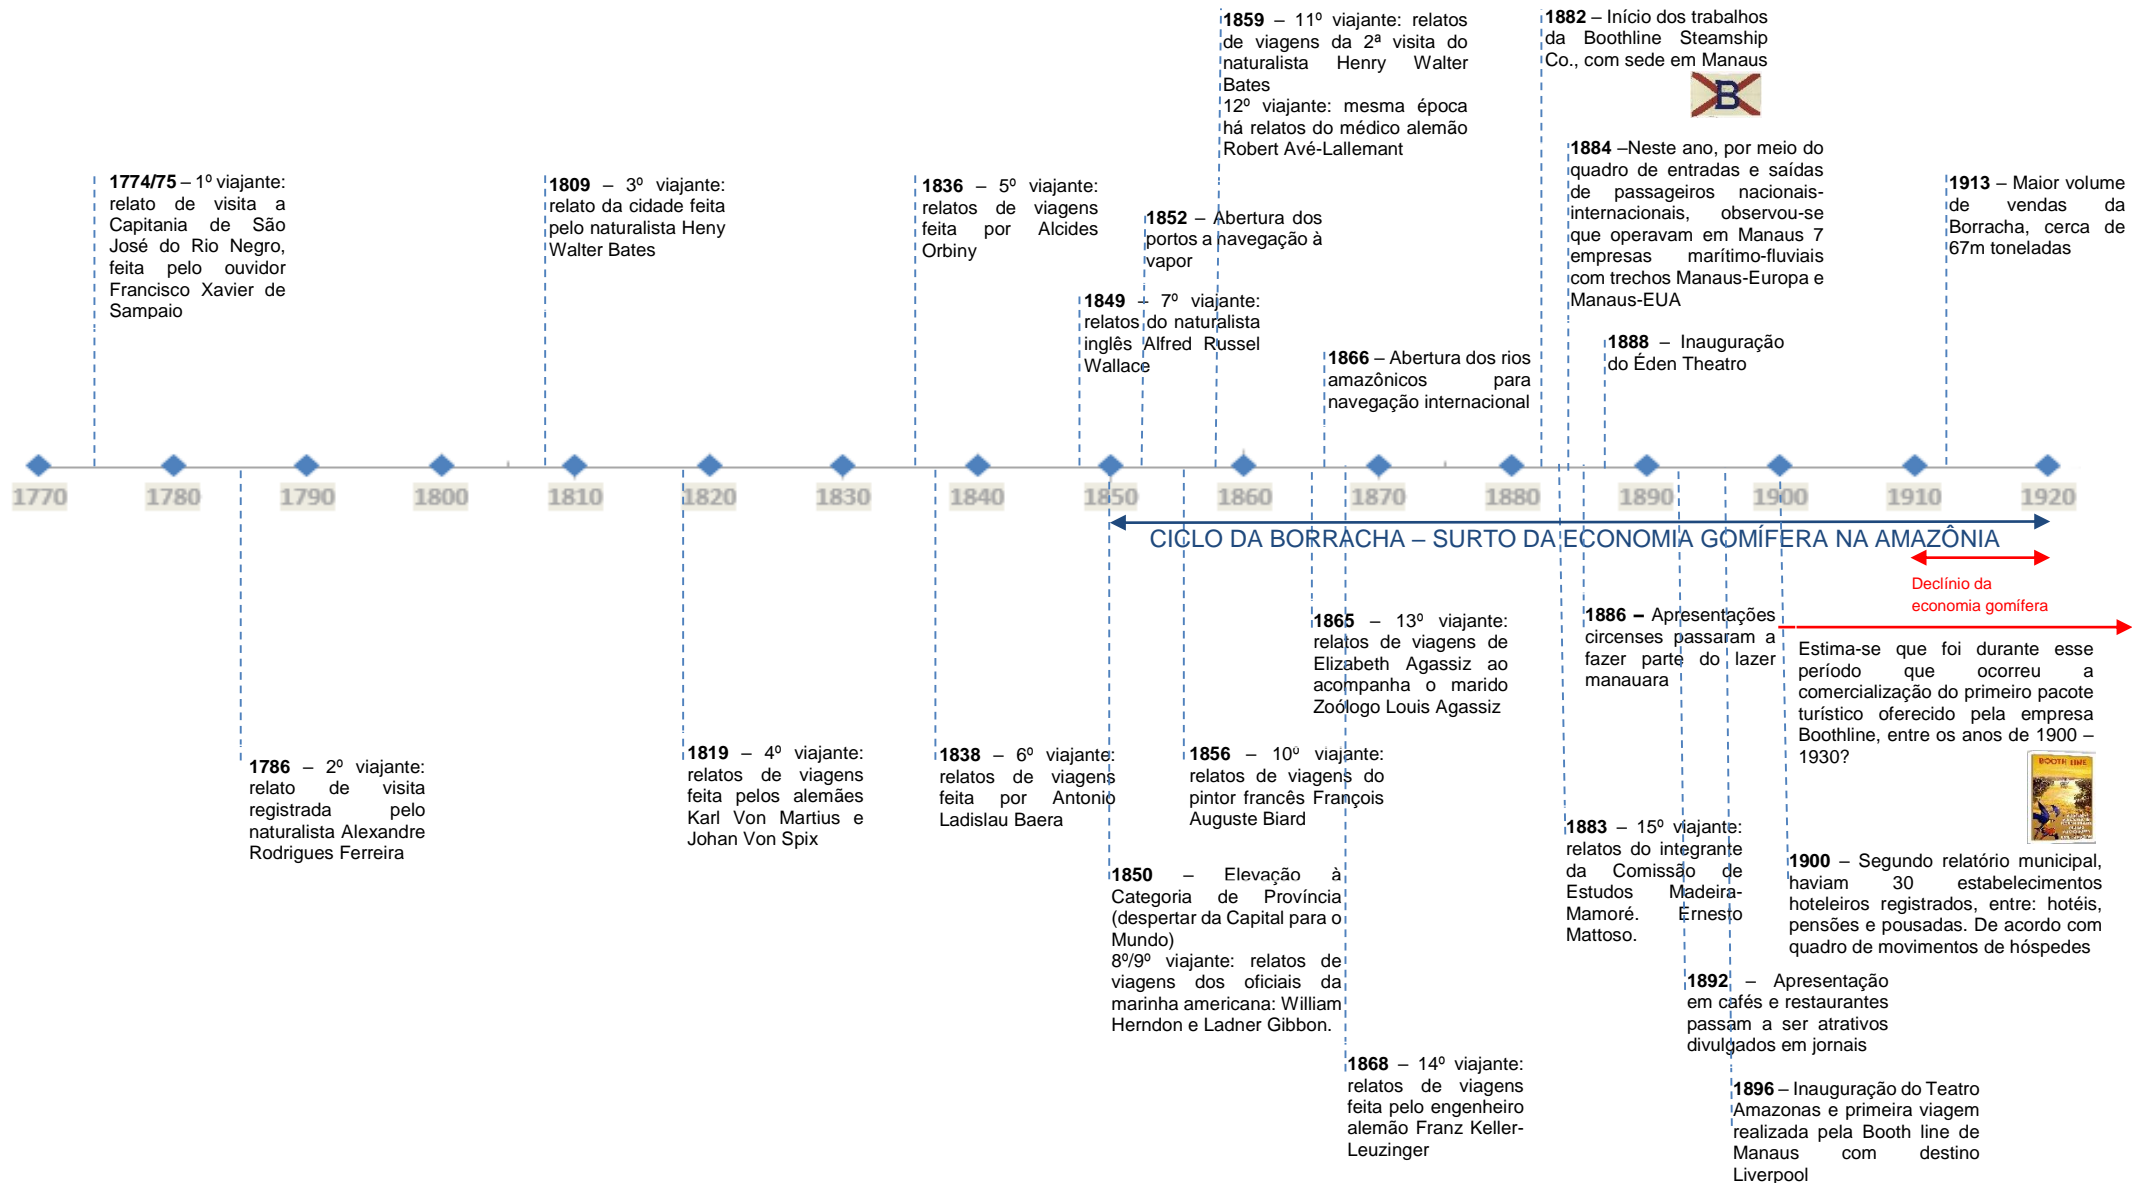 1859 – 11º viajante: relatos
de viagens da 2ª visita do
naturalista Henry Walter
Bates
12º viajante: mesma época
há relatos do médico alemão
Robert Avé-Lallemant
1882 – Início dos trabalhos
da Boothline Steamship
Co., com sede em Manaus
B
1774/75 – 1º viajante:
relato de visita a
Capitania de São
José do Rio Negro,
feita pelo ouvidor
Francisco Xavier de
Sampaio
1809 – 3º viajante:
relato da cidade feita
pelo naturalista Heny
Walter Bates
1836 – 5º viajante:
relatos de viagens
feita por Alcides
Orbiny
1852 – Abertura dos
portos a navegação à
vapor
1849 – 7º viajante:
relatos do naturalista
inglês Alfred Russel
Wallace
1866 – Abertura dos rios
amazônicos para
navegação internacional
1884 –Neste ano, por meio do
quadro de entradas e saídas
de passageiros nacionais-
internacionais, observou-se
que operavam em Manaus 7
empresas marítimo-fluviais
com trechos Manaus-Europa e
Manaus-EUA
1888 – Inauguração
do Éden Theatro
1913 – Maior volume
de vendas da
Borracha, cerca de
67m toneladas
1770 1780 1790 1800 1810 1820 1830 1840 1850 1860 1870 1880 1890 1900 1910 1920
CICLO DA BORRACHA – SURTO DA ECONOMIA GOMÍFERA NA AMAZÔNIA
Declínio da
economia gomífera
1786 – 2º viajante:
relato de visita
registrada pelo
naturalista Alexandre
Rodrigues Ferreira
1819 – 4º viajante:
relatos de viagens
feita pelos alemães
Karl Von Martius e
Johan Von Spix
1838 – 6º viajante:
relatos de viagens
feita por Antonio
Ladislau Baera
1850 – Elevação à
Categoria de Província
(despertar da Capital para o
Mundo)
8º/9º viajante: relatos de
viagens dos oficiais da
marinha americana: William
Herndon e Ladner Gibbon.
1856 – 10º viajante:
relatos de viagens do
pintor francês François
Auguste Biard
1865 – 13º viajante:
relatos de viagens de
Elizabeth Agassiz ao
acompanha o marido
Zoólogo Louis Agassiz
1868 – 14º viajante:
relatos de viagens
feita pelo engenheiro
alemão Franz Keller-
Leuzinger
1886 – Apresentações
circenses passaram a
fazer parte do lazer
manauara
1883 – 15º viajante:
relatos do integrante
da Comissão de
Estudos Madeira-
Mamoré. Ernesto
Mattoso.
Estima-se que foi durante esse
período que ocorreu a
comercialização do primeiro pacote
turístico oferecido pela empresa
Boothline, entre os anos de 1900 –
1930?
BOOTH LINE
1900 – Segundo relatório municipal,
haviam 30 estabelecimentos
hoteleiros registrados, entre: hotéis,
pensões e pousadas. De acordo com
quadro de movimentos de hóspedes
1892 – Apresentação
em cafés e restaurantes
passam a ser atrativos
divulgados em jornais
1896 – Inauguração do Teatro
Amazonas e primeira viagem
realizada pela Booth line de
Manaus com destino
Liverpool